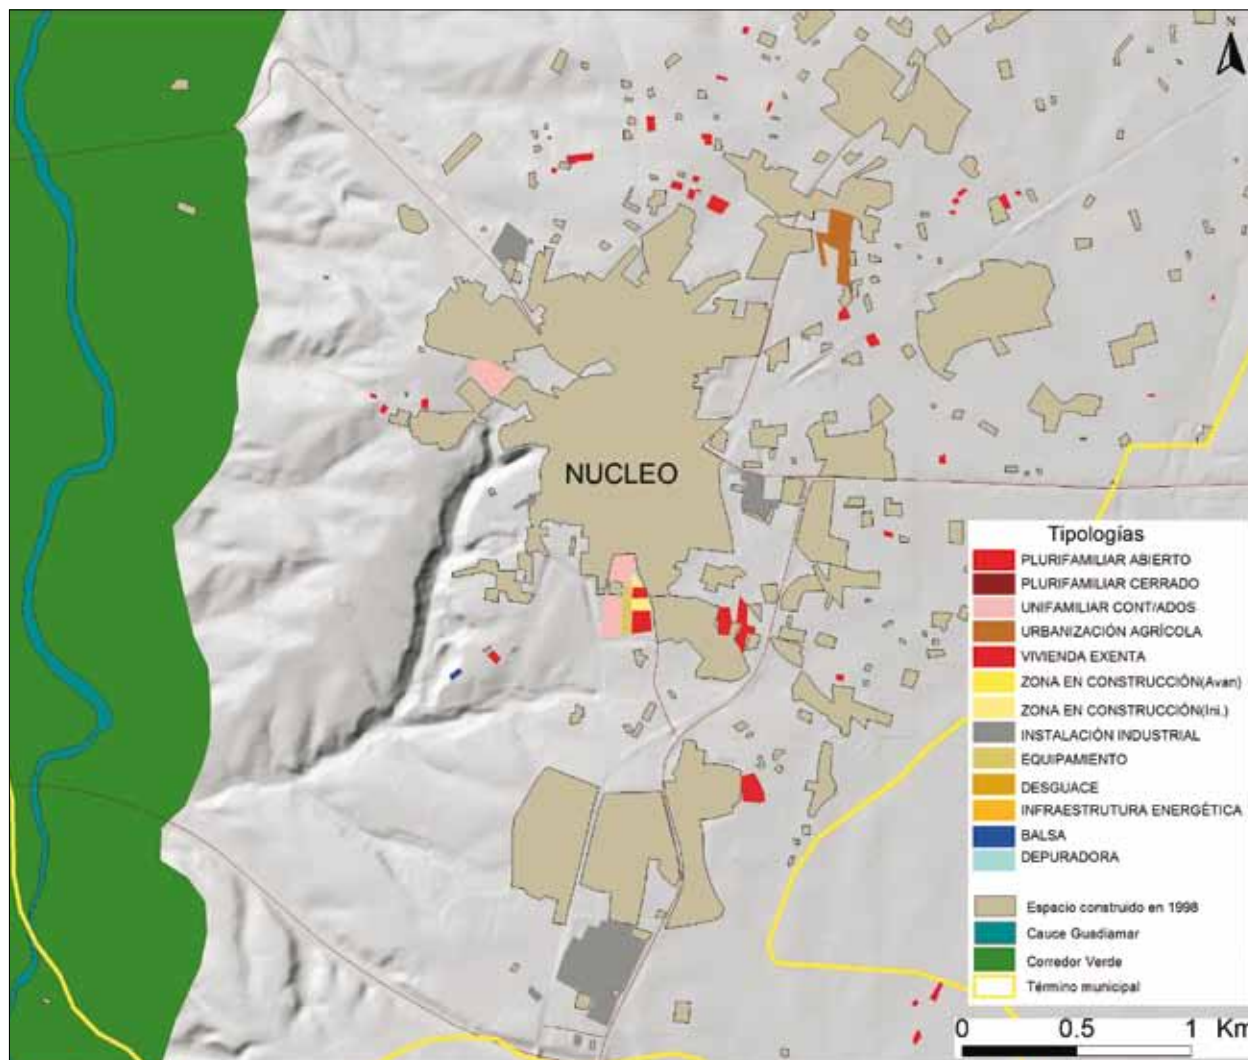 N
NUCLEO
Tipologías
PLURIFAMILIAR ABIERTO
PLURIFAMILIAR CERRADO
UNIFAMILIAR CONT/ADOS
URBANIZACIÓN AGRÍCOLA
VIVIENDA EXENTA
ZONA EN CONSTRUCCIÓN(Avan)
ZONA EN CONSTRUCCIÓN(Ini.)
INSTALACIÓN INDUSTRIAL
EQUIPAMIENTO
DESGUACE
INFRAESTRUTURA ENERGÉTICA
BALSA
DEPURADORA
Espacio construido en 1998
Cauce Guadiamar
Corredor Verde
Término municipal
0 0.5 1 Km